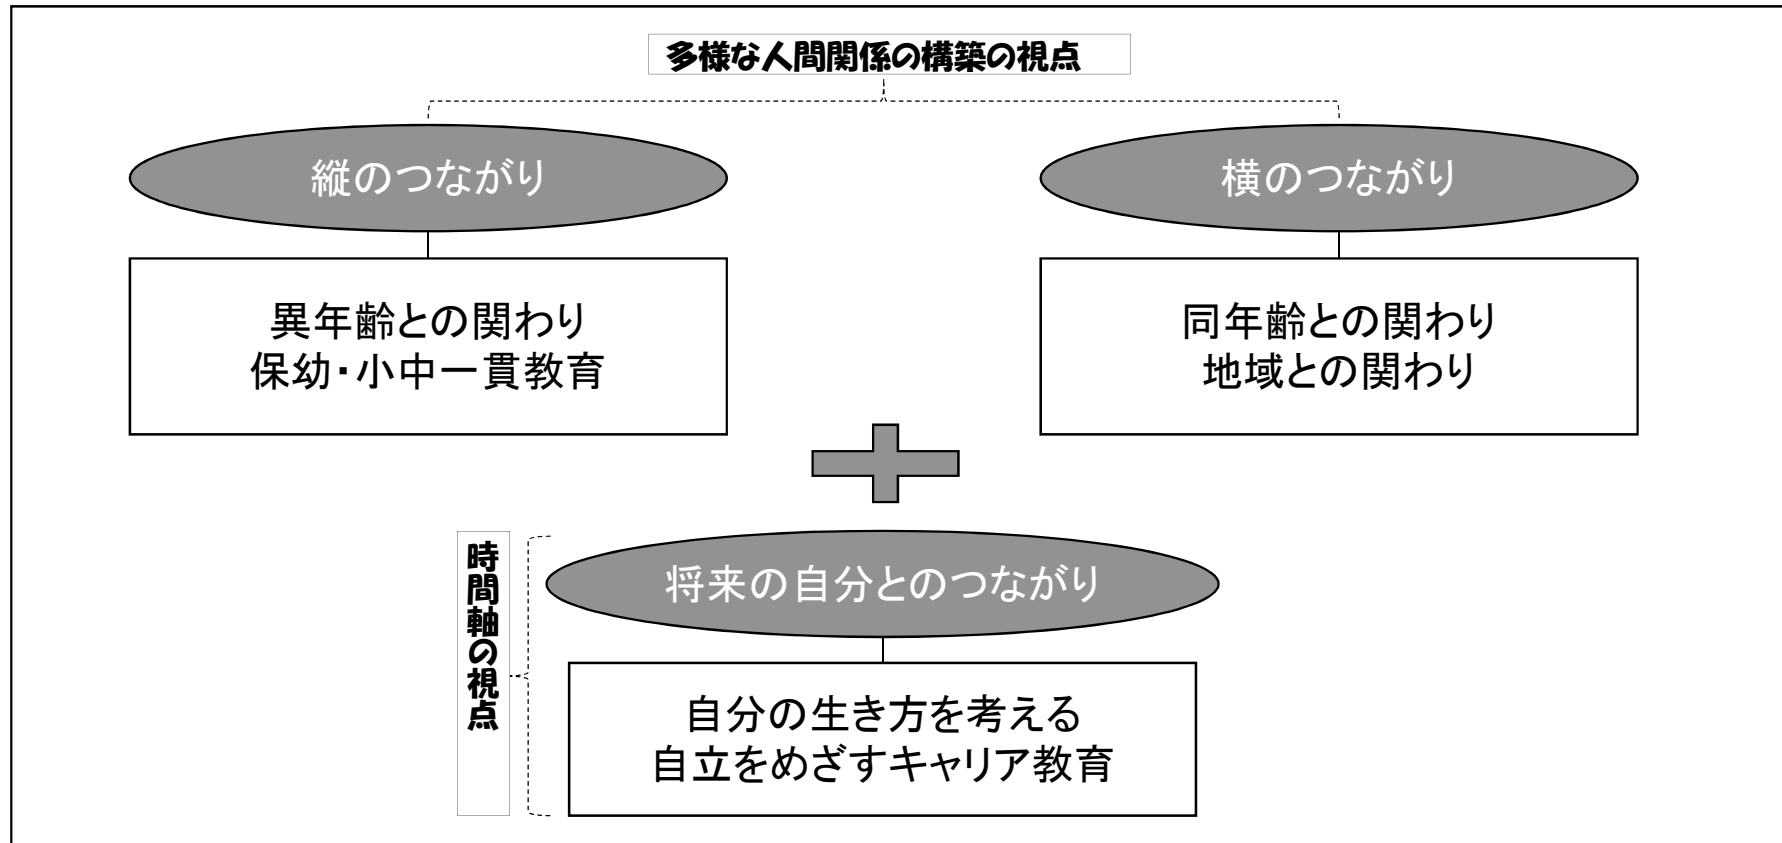 多様な人間関係の構築の視点
縦のつながり
横のつながり
異年齢との関わり
保幼・小中一貫教育
同年齢との関わり
地域との関わり
時間軸の視点
将来の自分とのつながり
自分の生き方を考える
自立をめざすキャリア教育